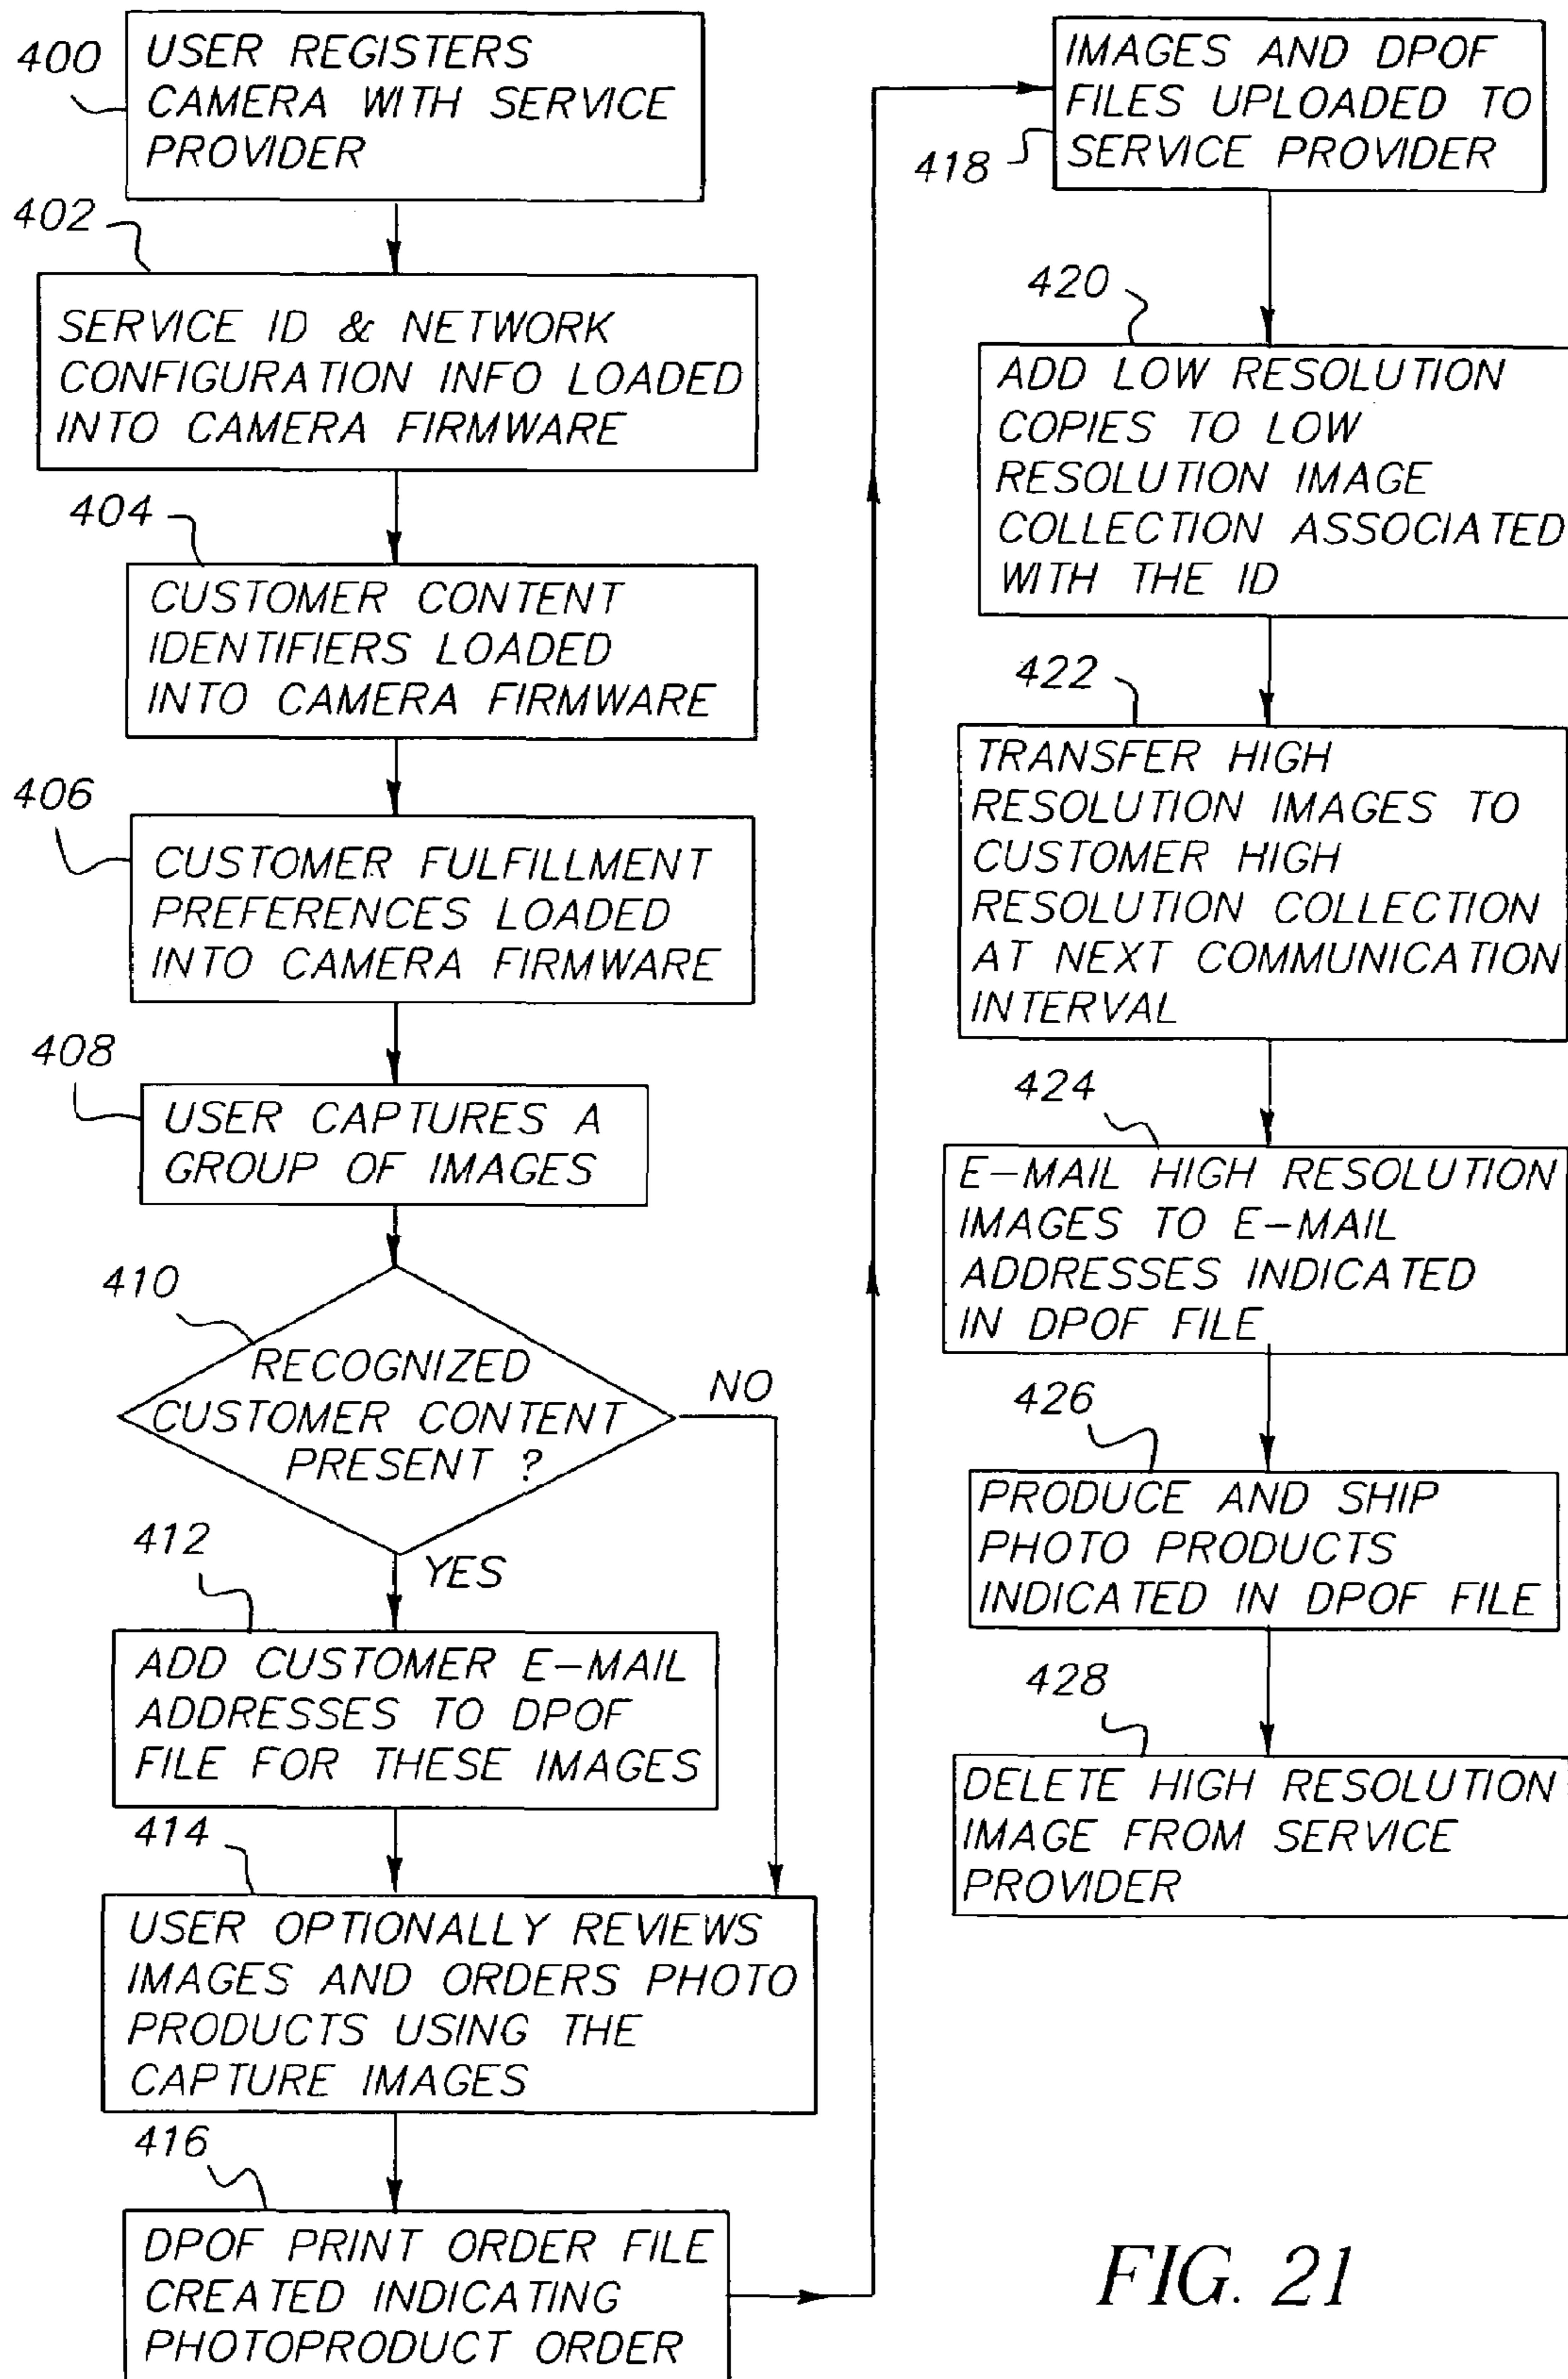 400
USER REGISTERS
CAMERA WITH SERVICE
PROVIDER
402
SERVICE ID & NETWORK
CONFIGURATION INFO LOADED
INTO CAMERA FIRMWARE
404
CUSTOMER CONTENT
IDENTIFIERS LOADED
INTO CAMERA FIRMWARE
406
CUSTOMER FULFILLMENT
PREFERENCES LOADED
INTO CAMERA FIRMWARE
408
USER CAPTURES A
GROUP OF IMAGES
410
RECOGNIZED
CUSTOMER CONTENT
PRESENT ?
NO
YES
412
ADD CUSTOMER E-MAIL
ADDRESSES TO DPOF
FILE FOR THESE IMAGES
414
USER OPTIONALLY REVIEWS
IMAGES AND ORDERS PHOTO
PRODUCTS USING THE
CAPTURE IMAGES
416
DPOF PRINT ORDER FILE
CREATED INDICATING
PHOTOPRODUCT ORDER
IMAGES AND DPOF
FILES UPLOADED TO
SERVICE PROVIDER
418
420
ADD LOW RESOLUTION
COPIES TO LOW
RESOLUTION IMAGE
COLLECTION ASSOCIATED
WITH THE ID
422
TRANSFER HIGH
RESOLUTION IMAGES TO
CUSTOMER HIGH
RESOLUTION COLLECTION
AT NEXT COMMUNICATION
INTERVAL
424
E-MAIL HIGH RESOLUTION
IMAGES TO E-MAIL
ADDRESSES INDICATED
IN DPOF FILE
426
PRODUCE AND SHIP
PHOTO PRODUCTS
INDICATED IN DPOF FILE
428
DELETE HIGH RESOLUTION
IMAGE FROM SERVICE
PROVIDER
FIG. 21